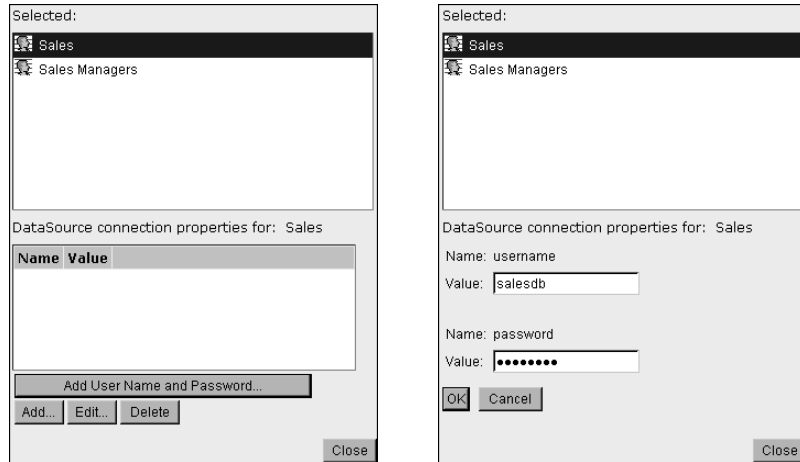 Selected:
Sales
Sales Managers
DataSource connection properties for: Sales
Name Value
Add User Name and Password...
Add... Edit... Delete
Close
Selected:
Sales
Sales Managers
DataSource connection properties for: Sales
Name: username
Value: salesdb
Name: password
Value: ●●●●●●●●
OK Cancel
Close